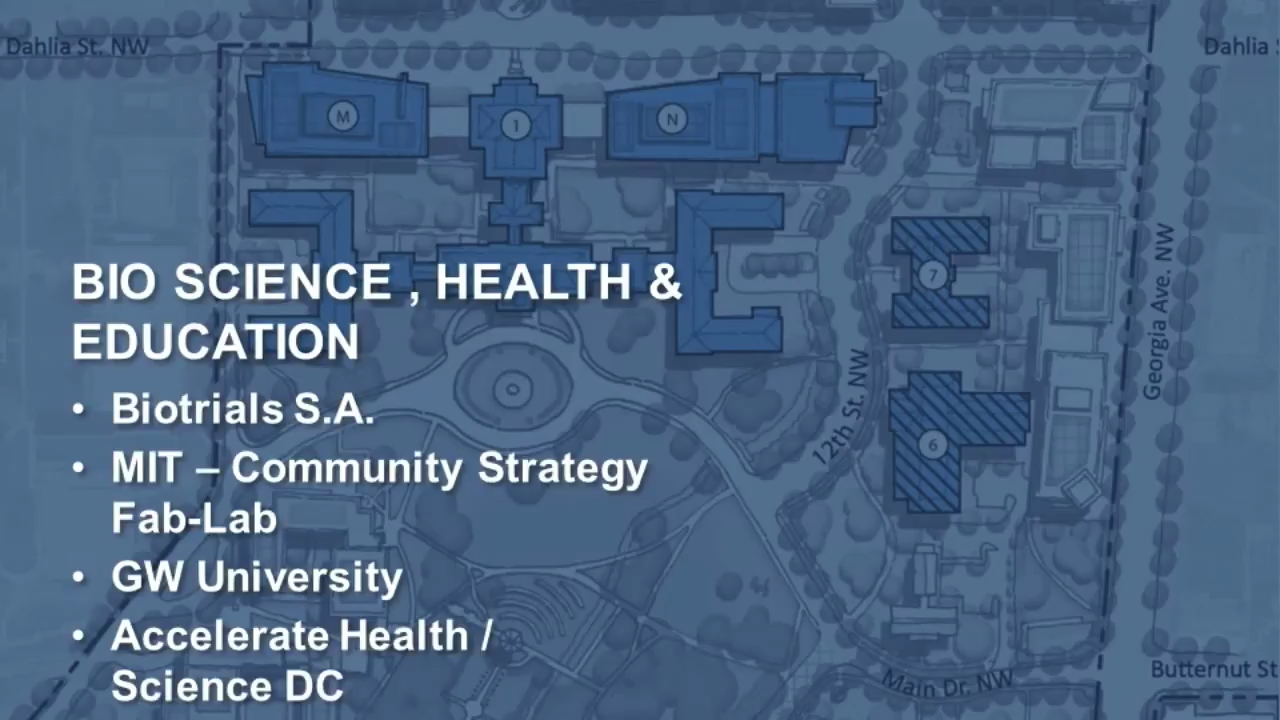 Dahlia St. NW
Dahlia S
M
1
N
7
Georgia Ave. NW
12th St. NW
6
BIO SCIENCE , HEALTH &
EDUCATION
• Biotrials S.A.
• MIT – Community Strategy
Fab-Lab
• GW University
• Accelerate Health /
Science DC
Butternut St
Main Dr. NW